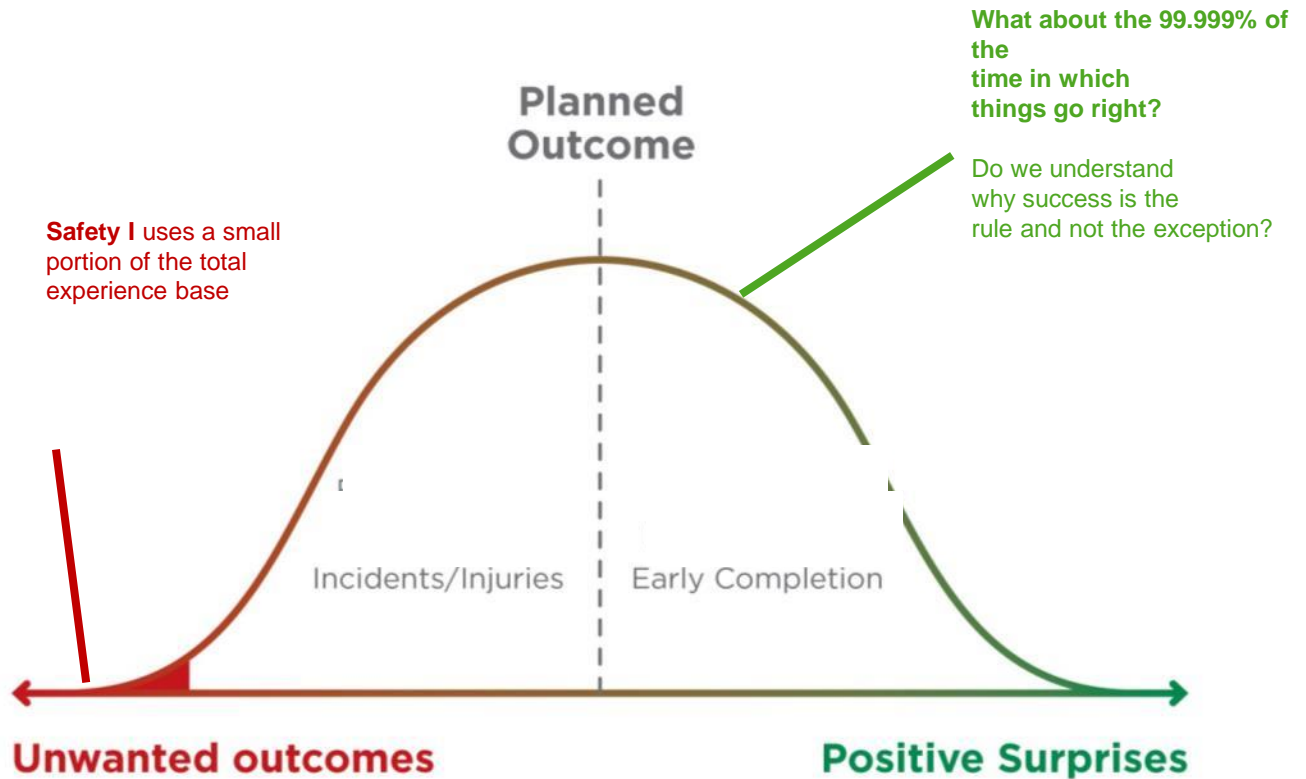 What about the 99.999% of
the
time in which
things go right?
Do we understand
why success is the
rule and not the exception?
Planned
Outcome
Safety I uses a small
portion of the total
experience base
Incidents/Injuries
Early Completion
Unwanted outcomes
Positive Surprises